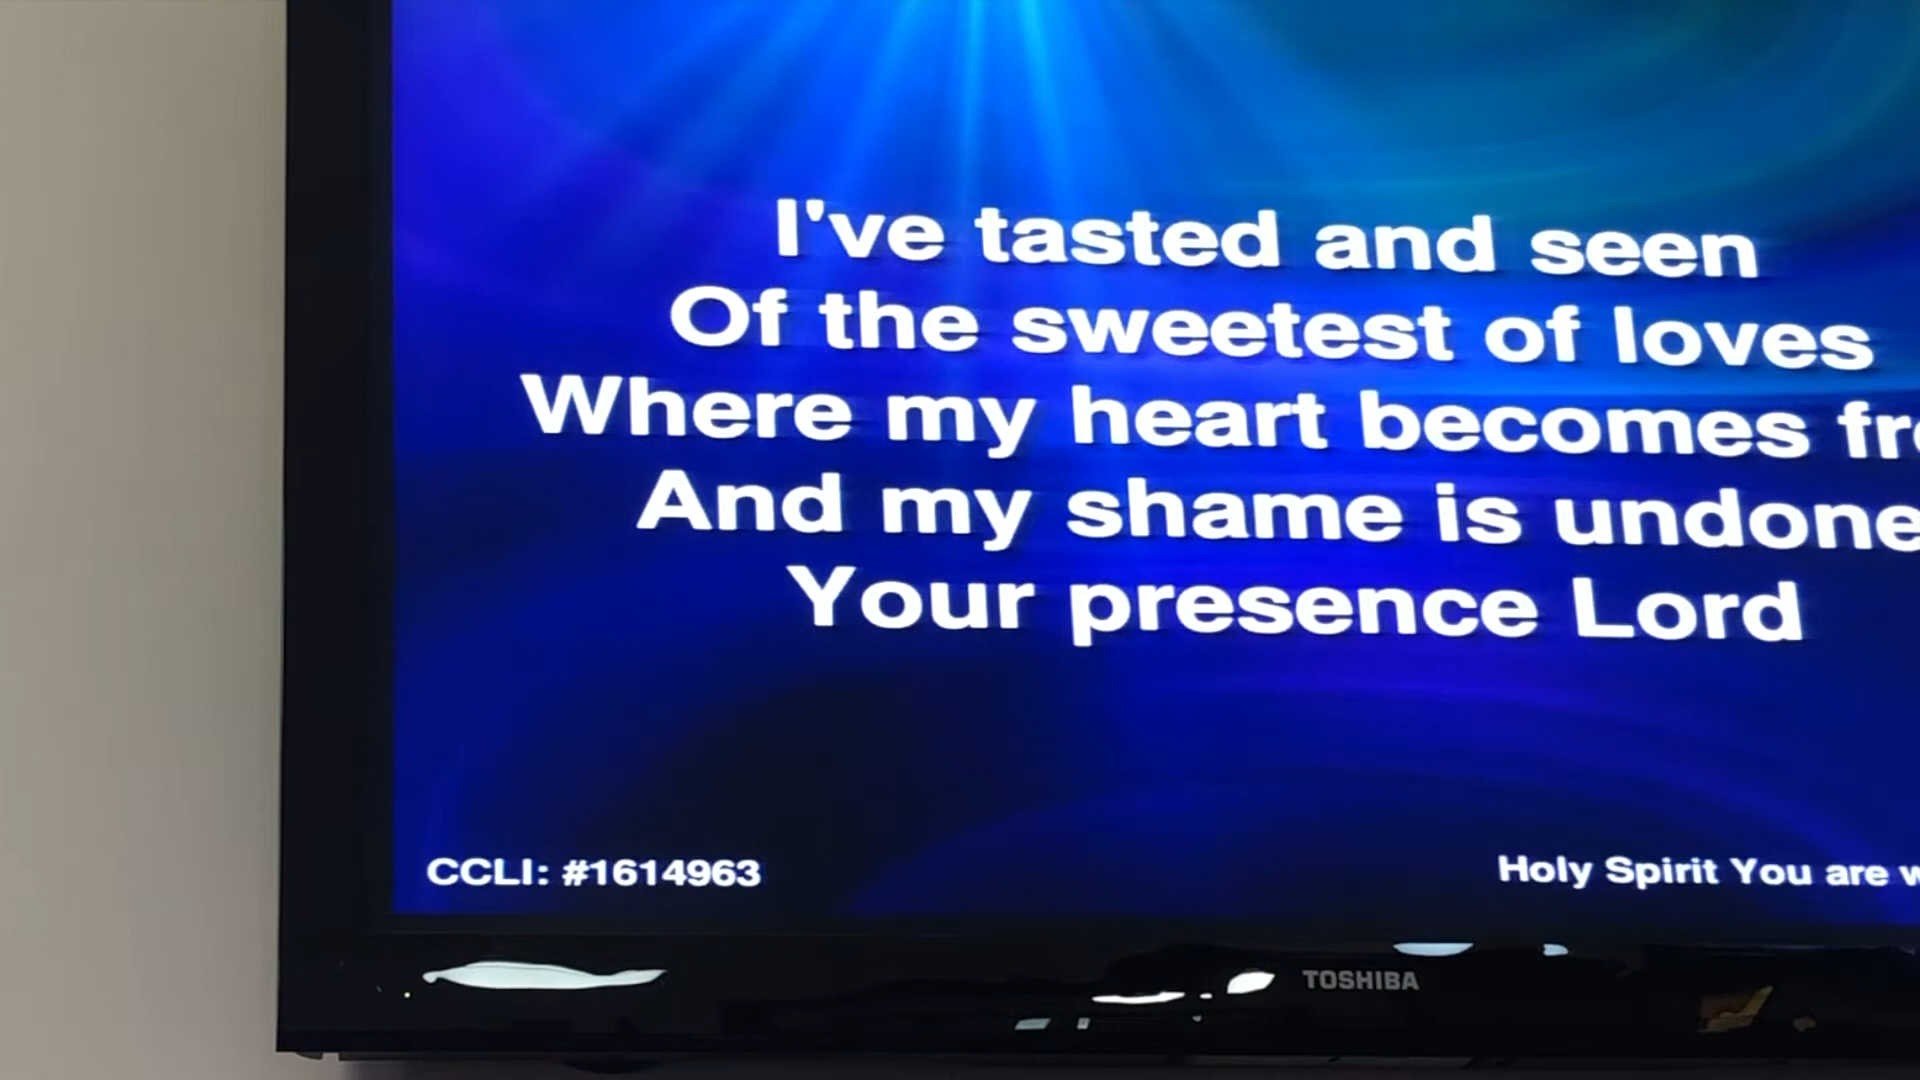 I've tasted and seen
Of the sweetest of loves
Where my heart becomes
And my shame is undone
Your presence Lord
CCLI: #1614963
Holy Spirit You are
TOSHIBA